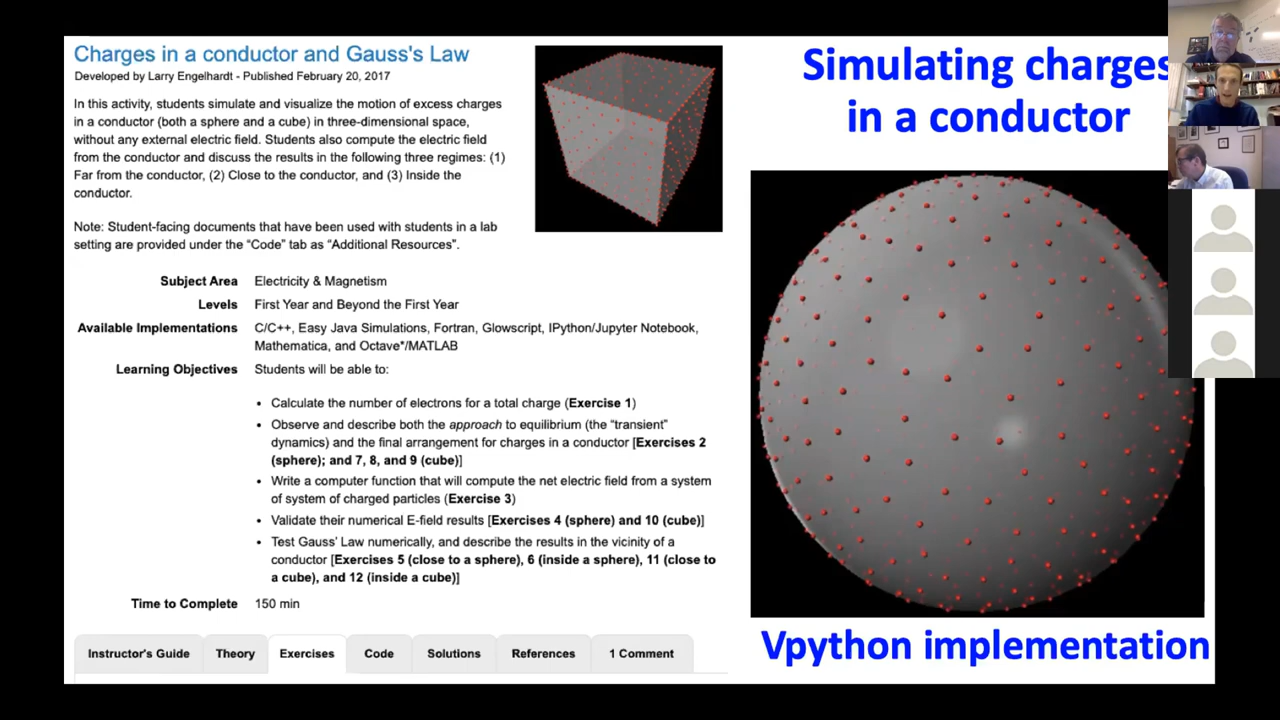 Charges in a conductor and Gauss's Law
Developed by Larry Engelhardt - Published February 20, 2017
In this activity, students simulate and visualize the motion of excess charges
in a conductor (both a sphere and a cube) in three-dimensional space,
without any external electric field. Students also compute the electric field
from the conductor and discuss the results in the following three regimes: (1)
Far from the conductor, (2) Close to the conductor, and (3) Inside the
conductor.
Note: Student-facing documents that have been used with students in a lab
setting are provided under the “Code” tab as “Additional Resources”.
Subject Area Electricity & Magnetism
Levels First Year and Beyond the First Year
Available Implementations C/C++, Easy Java Simulations, Fortran, Glowscript, IPython/Jupyter Notebook,
Mathematica, and Octave*/MATLAB
Learning Objectives Students will be able to:
• Calculate the number of electrons for a total charge (Exercise 1)
• Observe and describe both the approach to equilibrium (the “transient”
dynamics) and the final arrangement for charges in a conductor [Exercises 2
(sphere); and 7, 8, and 9 (cube)]
• Write a computer function that will compute the net electric field from a system
of system of charged particles (Exercise 3)
• Validate their numerical E-field results [Exercises 4 (sphere) and 10 (cube)]
• Test Gauss’ Law numerically, and describe the results in the vicinity of a
conductor [Exercises 5 (close to a sphere), 6 (inside a sphere), 11 (close to
a cube), and 12 (inside a cube)]
Time to Complete 150 min
Instructor's Guide Theory Exercises Code Solutions References 1 Comment
Simulating charges
in a conductor
Vpython implementation